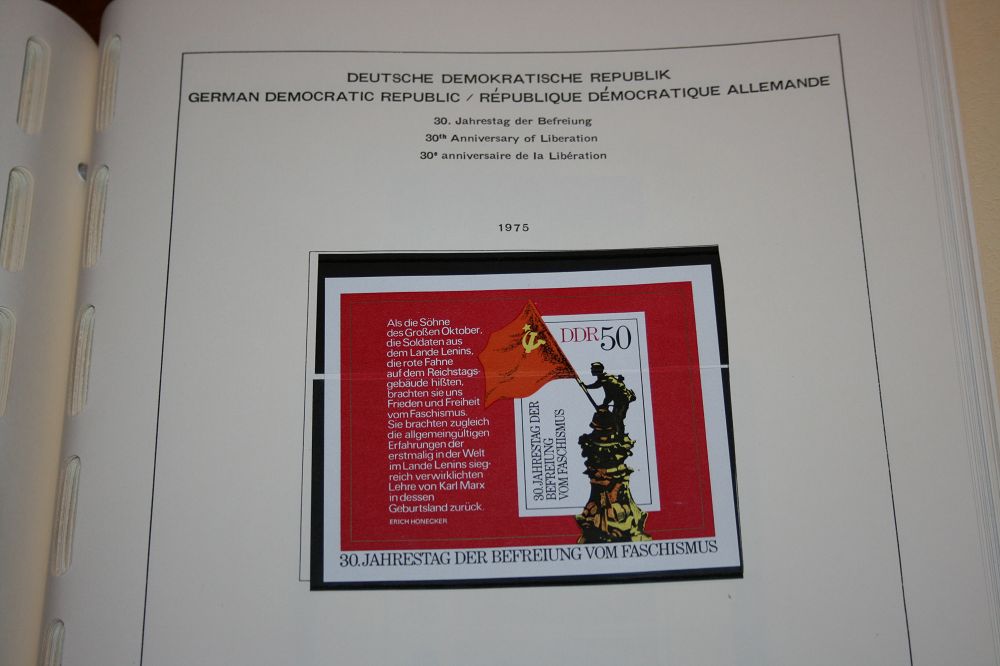 DEUTSCHE DEMOKRATISCHE REPUBLIK
GERMAN DEMOCRATIC REPUBLIC / RÉPUBLIQUE DÉMOCRATIQUE ALLEMANDE
30. Jahrestag der Befreiung
30th Anniversary of Liberation
30e anniversaire de la Libération
1975
Als die Söhne
des Großen Oktober,
die Soldaten aus
dem Lande Lenins,
die rote Fahne
auf dem Reichstags-
gebäude hißten,
brachten sie uns
Frieden und Freiheit
vom Faschismus.
Sie brachten zugleich
die allgemeingültigen
Erfahrungen der
erstmalig in der Welt
im Lande Lenins sieg-
reich verwirklichten
Lehre von Karl Marx
in dessen
Geburtsland zurück.
ERICH HONECKER
DDR 50
30. JAHRESTAG DER
BEFREIUNG
VOM FASCHISMUS
30. JAHRESTAG DER BEFREIUNG VOM FASCHISMUS